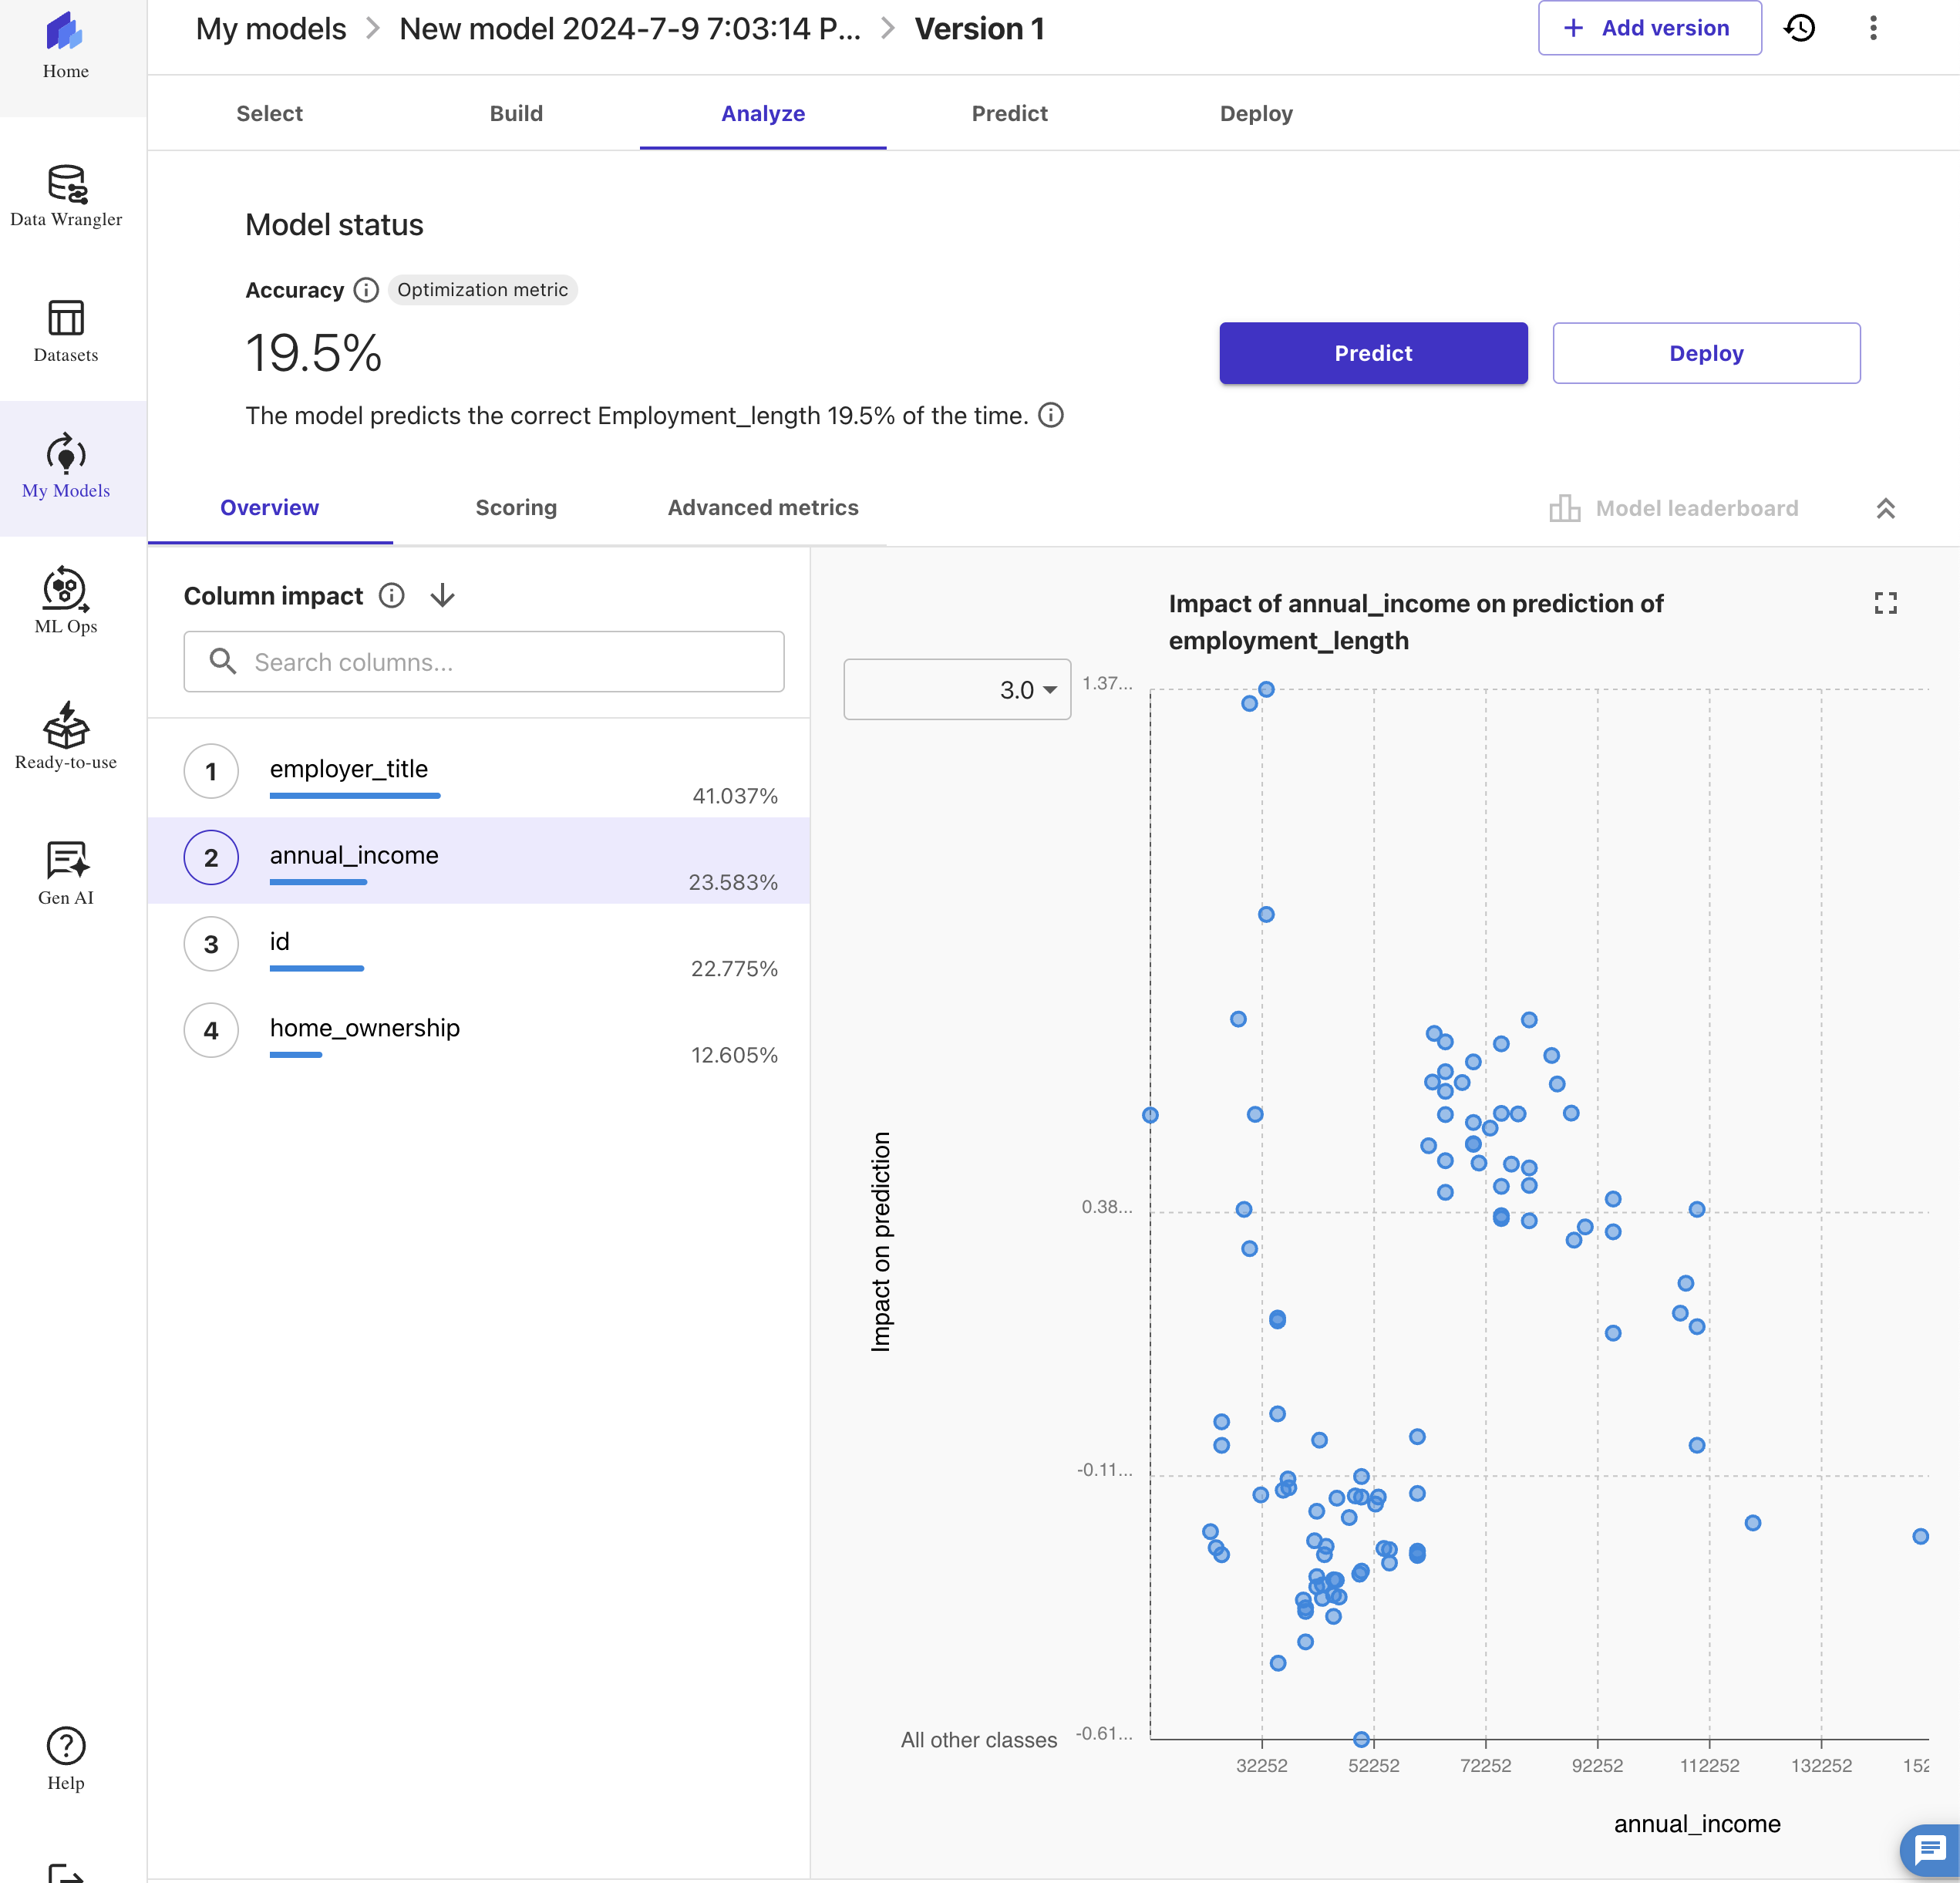 Home
My models > New model 2024-7-9 7:03:14 P... > Version 1
+ Add version
Select Build Analyze Predict Deploy
Data Wrangler
Datasets
My Models
ML Ops
Ready-to-use
Gen AI
Help
Model status
Accuracy Optimization metric
19.5%
The model predicts the correct Employment_length 19.5% of the time.
Predict Deploy
Overview Scoring Advanced metrics
Model leaderboard
Column impact
Search columns...
1 employer_title
41.037%
2 annual_income
23.583%
3 id
22.775%
4 home_ownership
12.605%
Impact of annual_income on prediction of
employment_length
3.0
1.37...
0.38...
-0.11...
-0.61...
Impact on prediction
All other classes
32252 52252 72252 92252 112252 132252
annual_income